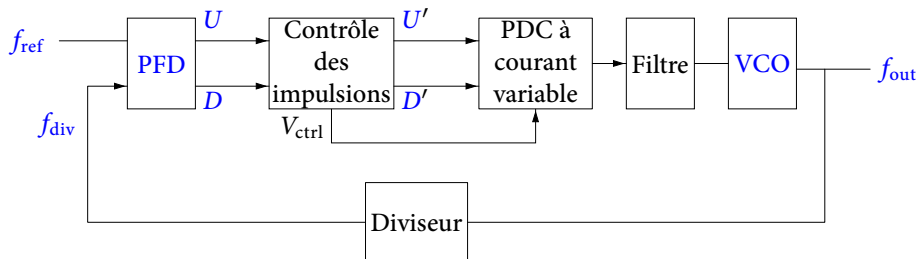 f_ref
PFD
U
D
Contrôle
des
impulsions
U′
D′
V_ctrl
PDC à
courant
variable
Filtre
VCO
f_out
f_div
Diviseur